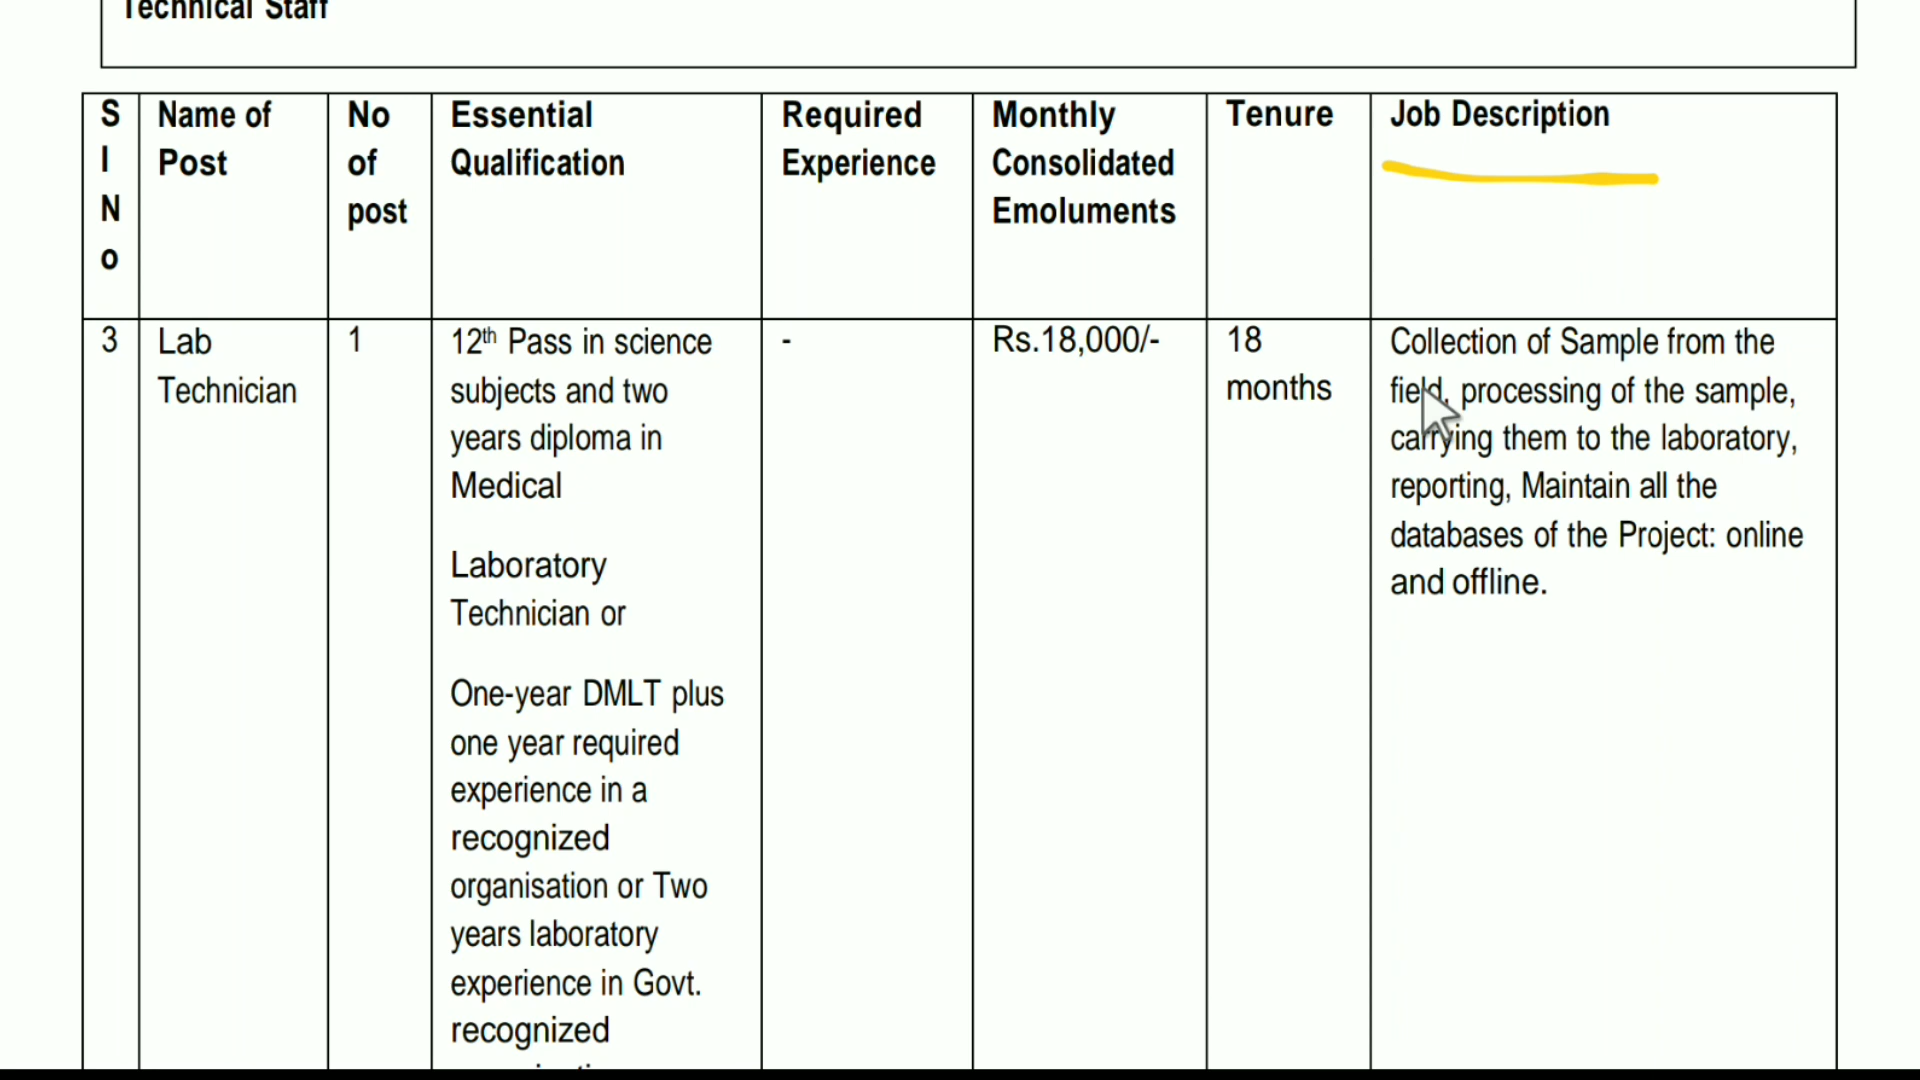 Technical Staff
S
l
N
o
Name of
Post
No
of
post
Essential
Qualification
Required
Experience
Monthly
Consolidated
Emoluments
Tenure
Job Description
3
Lab
Technician
1
12th Pass in science
subjects and two
years diploma in
Medical
Laboratory
Technician or
One-year DMLT plus
one year required
experience in a
recognized
organisation or Two
years laboratory
experience in Govt.
recognized
-
Rs.18,000/-
18
months
Collection of Sample from the
field, processing of the sample,
carrying them to the laboratory,
reporting, Maintain all the
databases of the Project: online
and offline.